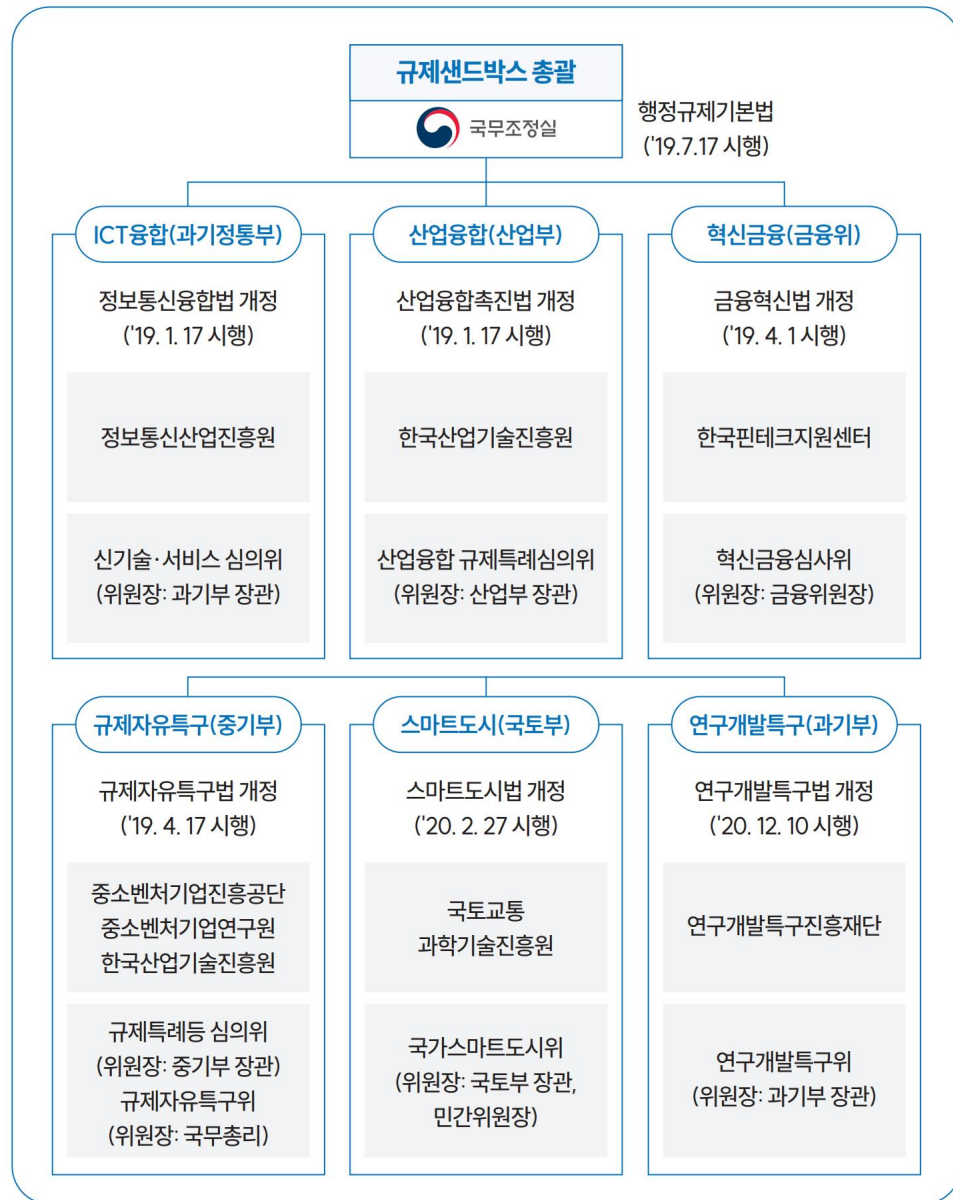 규제샌드박스 총괄
국무조정실
행정규제기본법
('19.7.17 시행)
ICT융합(과기정통부)
정보통신융합법 개정
('19. 1. 17 시행)
정보통신산업진흥원
신기술·서비스 심의위
(위원장: 과기부 장관)
산업융합(산업부)
산업융합촉진법 개정
('19. 1. 17 시행)
한국산업기술진흥원
산업융합 규제특례심의위
(위원장: 산업부 장관)
혁신금융(금융위)
금융혁신법 개정
('19. 4. 1 시행)
한국핀테크지원센터
혁신금융심사위
(위원장: 금융위원장)
규제자유특구(중기부)
규제자유특구법 개정
('19. 4. 17 시행)
중소벤처기업진흥공단
중소벤처기업연구원
한국산업기술진흥원
규제특례등 심의위
(위원장: 중기부 장관)
규제자유특구위
(위원장: 국무총리)
스마트도시(국토부)
스마트도시법 개정
('20. 2. 27 시행)
국토교통
과학기술진흥원
국가스마트도시위
(위원장: 국토부 장관,
민간위원장)
연구개발특구(과기부)
연구개발특구법 개정
('20. 12. 10 시행)
연구개발특구진흥재단
연구개발특구위
(위원장: 과기부 장관)